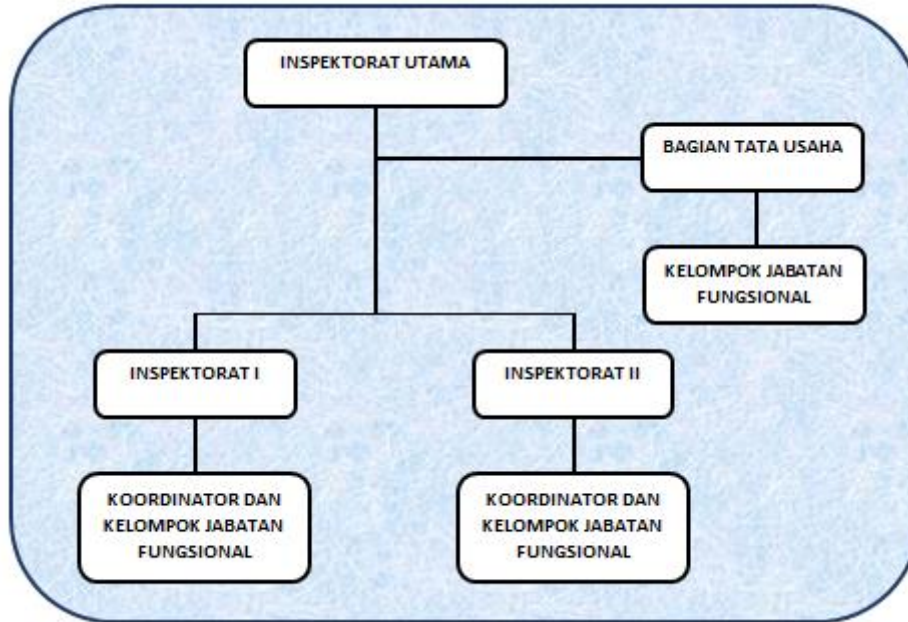 INSPEKTORAT UTAMA
BAGIAN TATA USAHA
KELOMPOK JABATAN
FUNGSIONAL
INSPEKTORAT I
INSPEKTORAT II
KOORDINATOR DAN
KELOMPOK JABATAN
FUNGSIONAL
KOORDINATOR DAN
KELOMPOK JABATAN
FUNGSIONAL